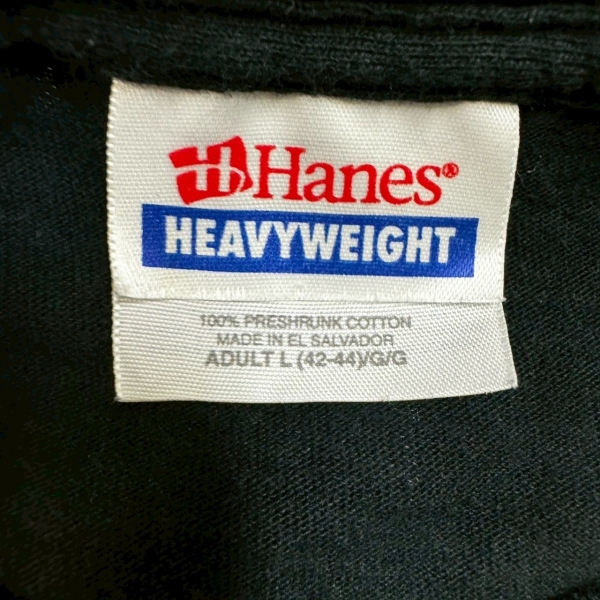 Hanes®
HEAVYWEIGHT
100% PRESHRUNK COTTON
MADE IN EL SALVADOR
ADULT L (42-44)/G/G